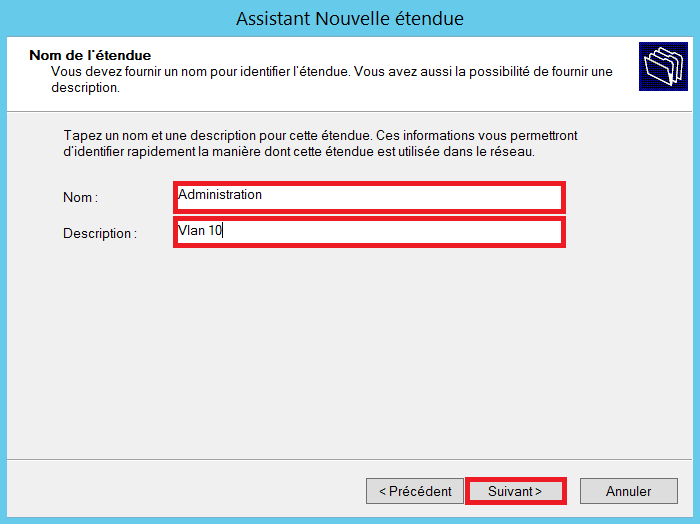 Assistant Nouvelle étendue
Nom de l'étendue
Vous devez fournir un nom pour identifier l'étendue. Vous avez aussi la possibilité de fournir une
description.
Tapez un nom et une description pour cette étendue. Ces informations vous permettront
d'identifier rapidement la manière dont cette étendue est utilisée dans le réseau.
Nom :
Administration
Description :
Vlan 10
< Précédent
Suivant >
Annuler